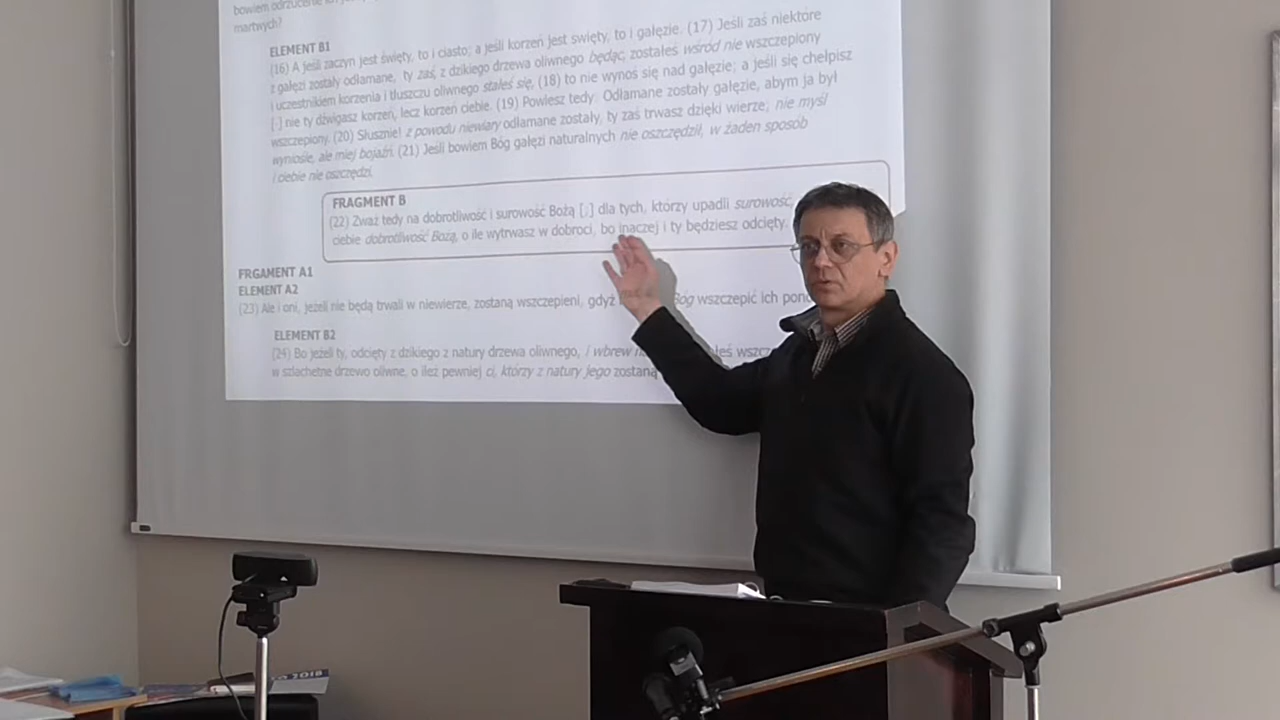 bowiem odrzucenie
martwych?
ELEMENT B1
(16) A jeśli zaczyn jest święty, to i ciasto; a jeśli korzeń jest święty, to i gałęzie. (17) Jeśli zaś niektóre
z gałęzi zostały odłamane, ty zaś, z dzikiego drzewa oliwnego będąc, zostałeś wśród nie wszczepiony
i uczestnikiem korzenia i tłuszczu oliwnego stałeś się, (18) to nie wynoś się nad gałęzie; a jeśli się chełpisz
[.] nie ty dźwigasz korzeń, lecz korzeń ciebie. (19) Powiesz tedy: Odłamane zostały gałęzie, abym ja był
wszczepiony. (20) Słusznie! z powodu niewiary odłamane zostały, ty zaś trwasz dzięki wierze; nie myśl
wyniośle, ale miej bojaźń. (21) Jeśli bowiem Bóg gałęzi naturalnych nie oszczędził, w żaden sposób
i ciebie nie oszczędzi.
FRAGMENT B
(22) Zważ tedy na dobrotliwość i surowość Bożą [.] dla tych, którzy upadli surowość,
ciebie dobrotliwość Bożą, o ile wytrwasz w dobroci, bo inaczej i ty będziesz odcięty.
FRGAMENT A1
ELEMENT A2
(23) Ale i oni, jeżeli nie będą trwali w niewierze, zostaną wszczepieni, gdyż Bóg wszczepić ich
ELEMENT B2
(24) Bo jeżeli ty, odcięty z dzikiego z natury drzewa oliwnego, i wbrew
w szlachetne drzewo oliwne, o ileż pewniej ci, którzy z natury jego zostaną
2018